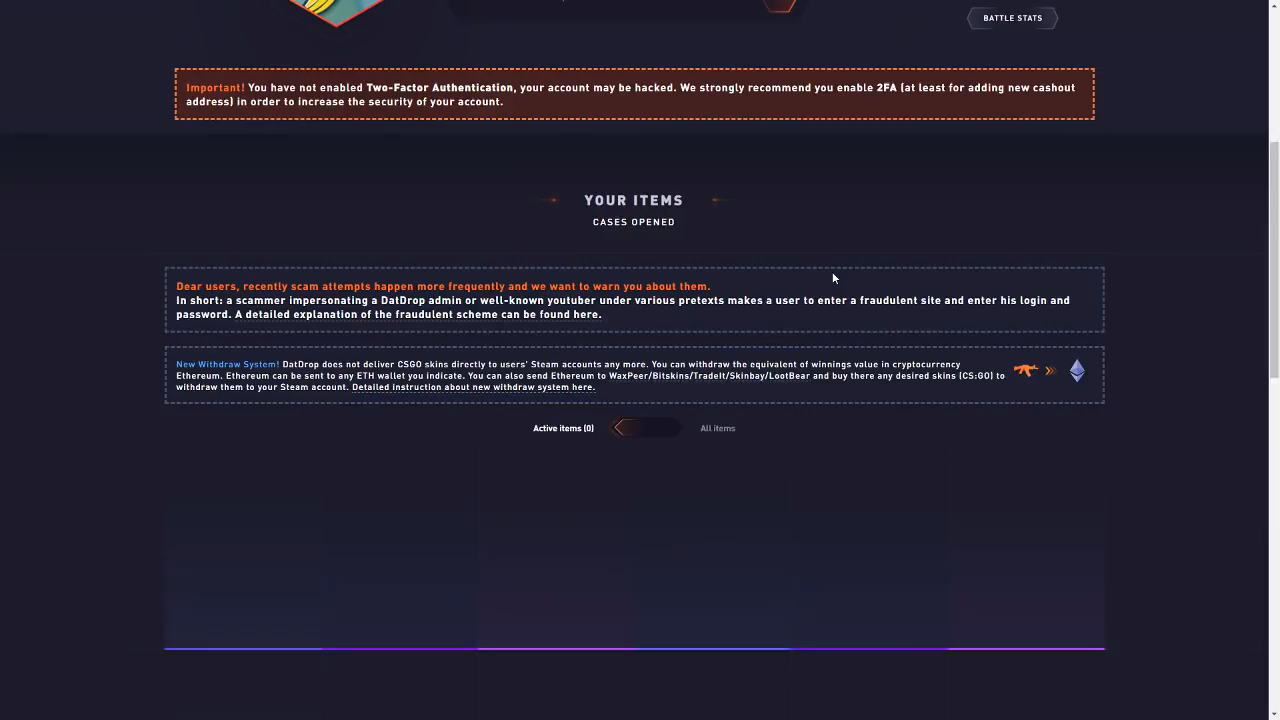 BATTLE STATS
Important! You have not enabled Two-Factor Authentication, your account may be hacked. We strongly recommend you enable 2FA (at least for adding new cashout
address) in order to increase the security of your account.
YOUR ITEMS
CASES OPENED
Dear users, recently scam attempts happen more frequently and we want to warn you about them.
In short: a scammer impersonating a DatDrop admin or well-known youtuber under various pretexts makes a user to enter a fraudulent site and enter his login and
password. A detailed explanation of the fraudulent scheme can be found here.
New Withdraw System! DatDrop does not deliver CSGO skins directly to users' Steam accounts any more. You can withdraw the equivalent of winnings value in cryptocurrency
Ethereum. Ethereum can be sent to any ETH wallet you indicate. You can also send Ethereum to WaxPeer/Bitskins/TradeIt/Skinbay/LootBear and buy there any desired skins (CS:GO) to
withdraw them to your Steam account. Detailed instruction about new withdraw system here.
Active items (0)
All items